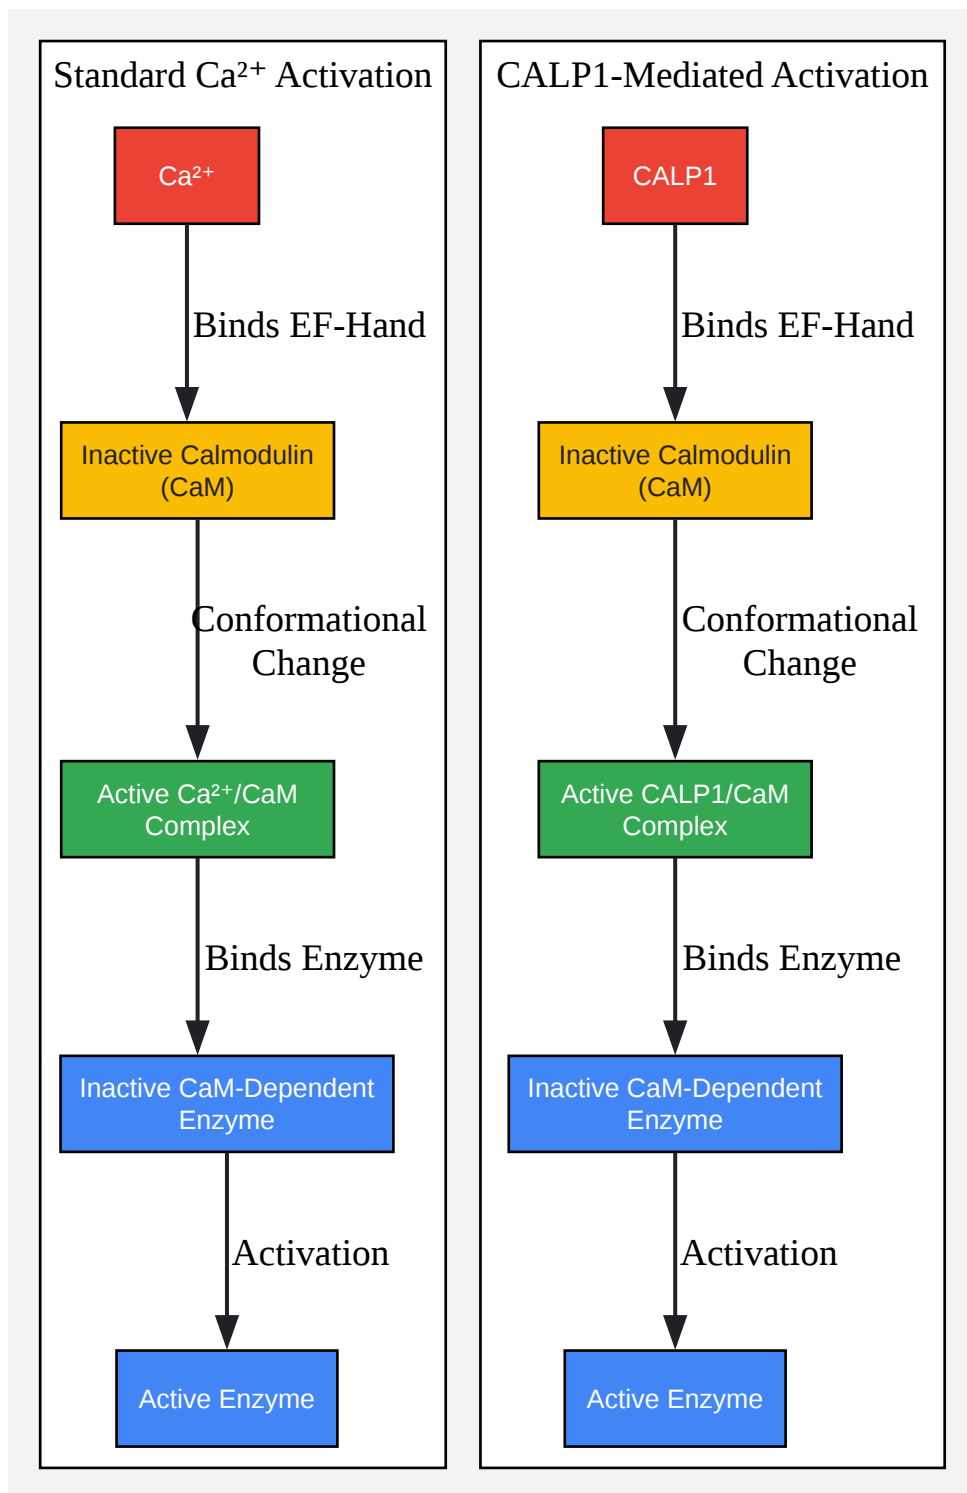 Standard Ca²⁺ Activation
Ca²⁺
Binds EF-Hand
Inactive Calmodulin
(CaM)
Conformational
Change
Active Ca²⁺/CaM
Complex
Binds Enzyme
Inactive CaM-Dependent
Enzyme
Activation
Active Enzyme
CALP1-Mediated Activation
CALP1
Binds EF-Hand
Inactive Calmodulin
(CaM)
Conformational
Change
Active CALP1/CaM
Complex
Binds Enzyme
Inactive CaM-Dependent
Enzyme
Activation
Active Enzyme